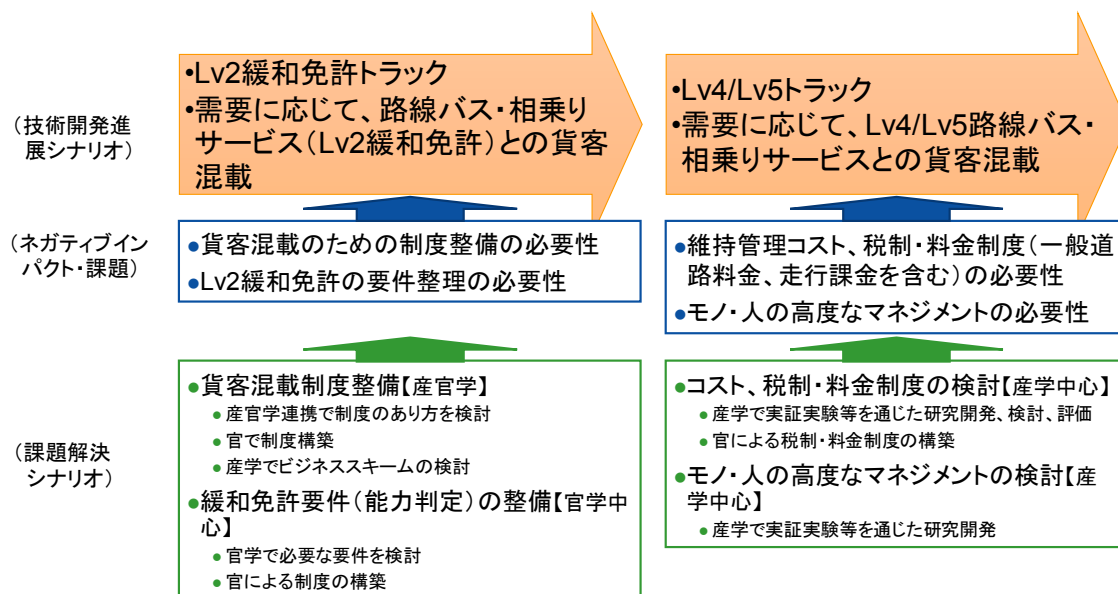 (技術開発進
展シナリオ)
•Lv2緩和免許トラック
•需要に応じて、路線バス・相乗り
サービス(Lv2緩和免許)との貨客
混載
•Lv4/Lv5トラック
•需要に応じて、Lv4/Lv5路線バス・
相乗りサービスとの貨客混載
(ネガティブイン
パクト・課題)
●貨客混載のための制度整備の必要性
●Lv2緩和免許の要件整理の必要性
●維持管理コスト、税制・料金制度(一般道
路料金、走行課金を含む)の必要性
●モノ・人の高度なマネジメントの必要性
(課題解決
シナリオ)
●貨客混載制度整備【産官学】
●産官学連携で制度のあり方を検討
●官で制度構築
●産学でビジネススキームの検討
●緩和免許要件(能力判定)の整備【官学中
心】
●官学で必要な要件を検討
●官による制度の構築
●コスト、税制・料金制度の検討【産学中心】
●産学で実証実験等を通じた研究開発、検討、評価
●官による税制・料金制度の構築
●モノ・人の高度なマネジメントの検討【産
学中心】
●産学で実証実験等を通じた研究開発